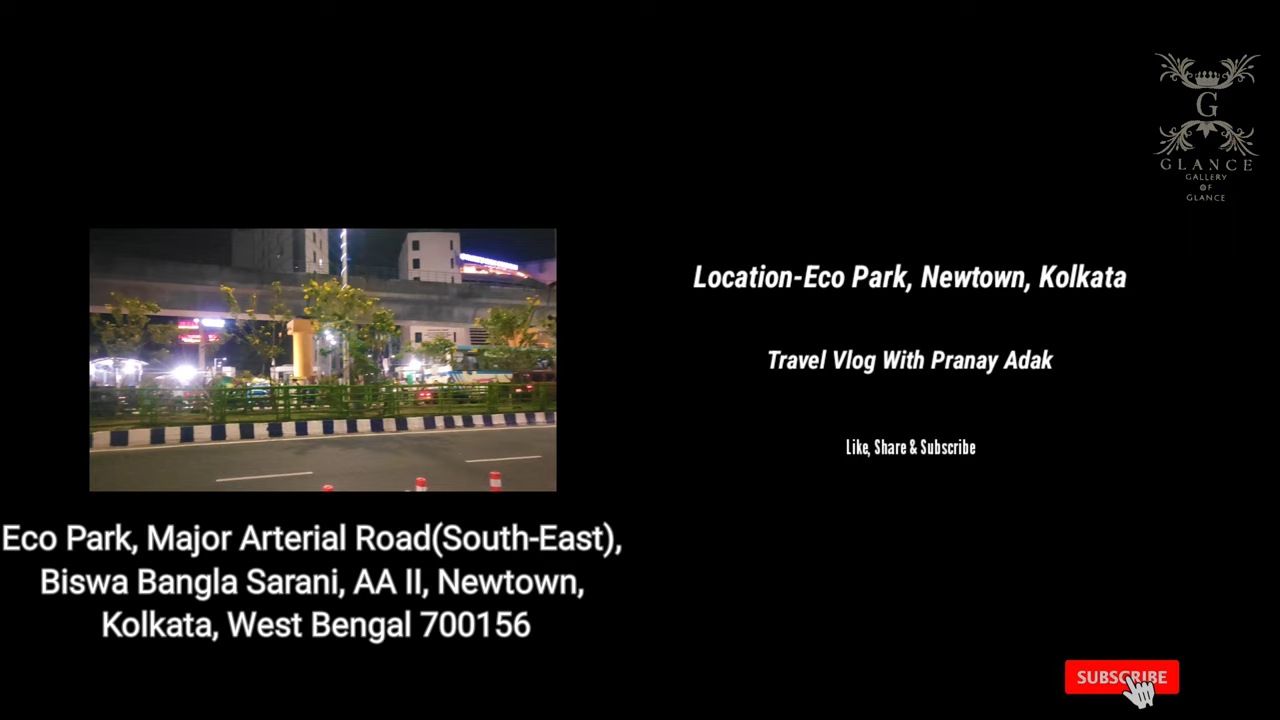 G
GLANCE
GALLERY
OF
GLANCE
Location-Eco Park, Newtown, Kolkata
Travel Vlog With Pranay Adak
Like, Share & Subscribe
Eco Park, Major Arterial Road(South-East),
Biswa Bangla Sarani, AA II, Newtown,
Kolkata, West Bengal 700156
SUBSCRIBE